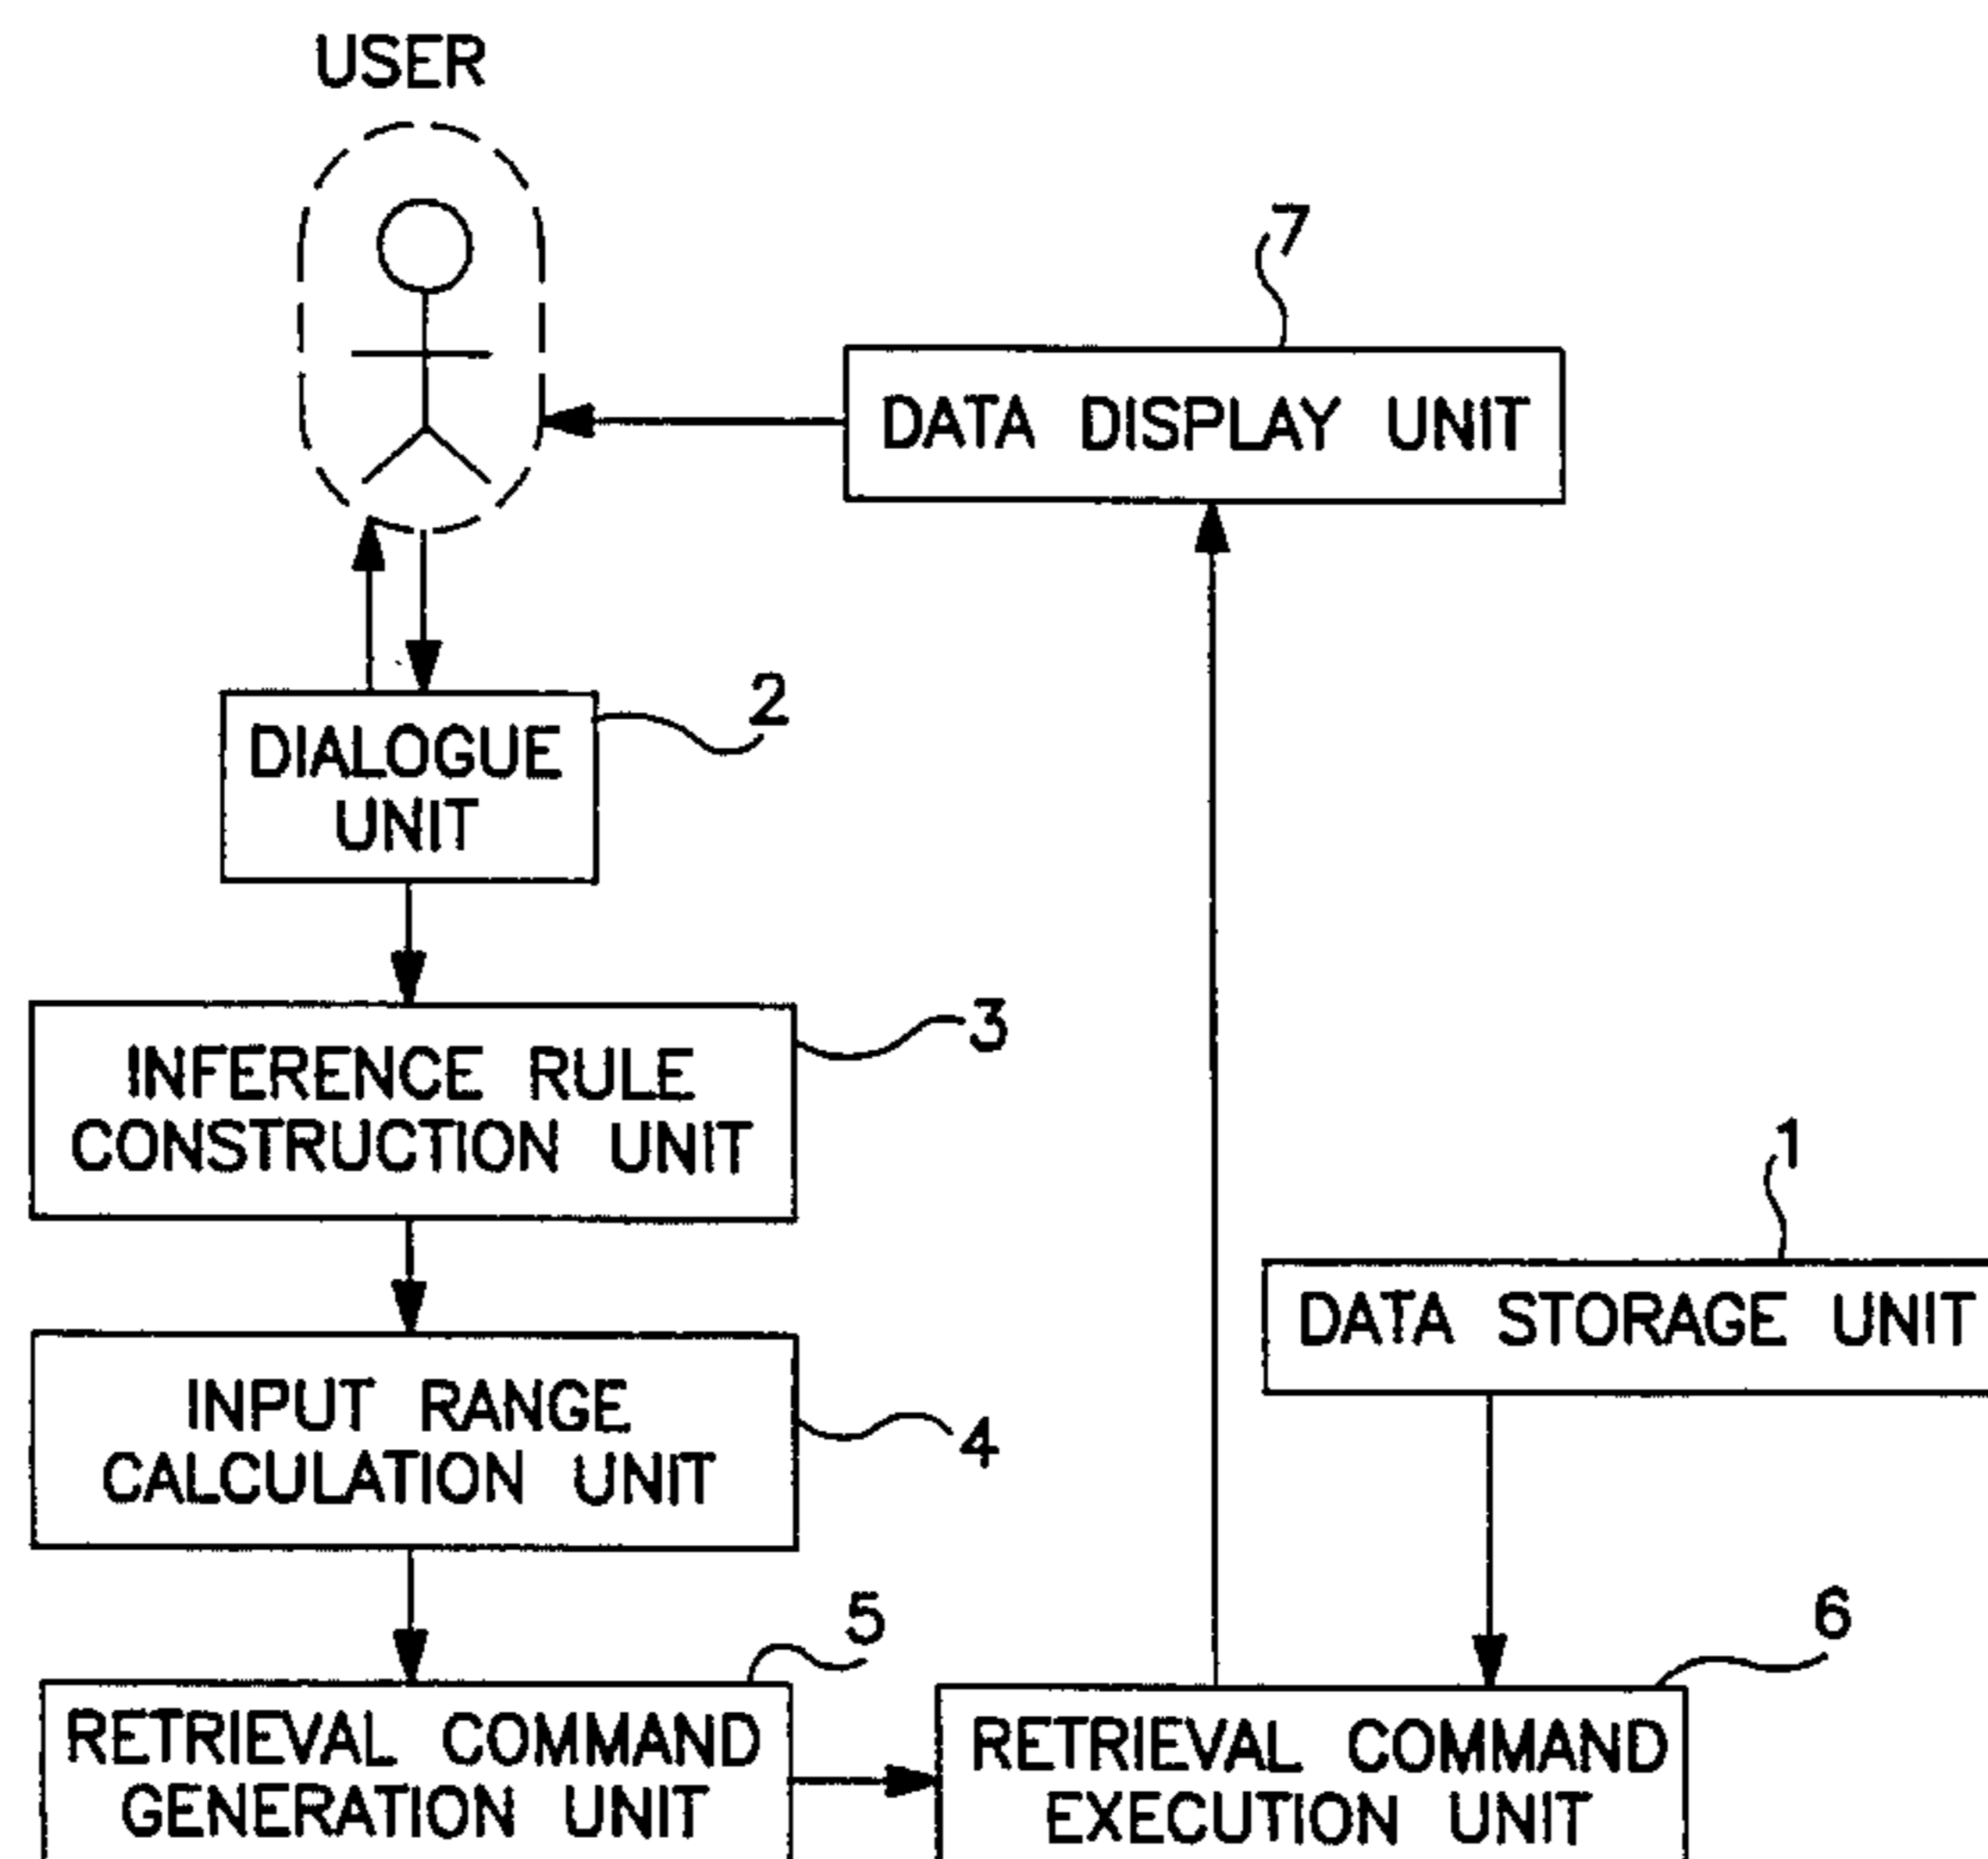 USER
7
DATA DISPLAY UNIT
2
DIALOGUE
UNIT
3
INFERENCE RULE
CONSTRUCTION UNIT
1
DATA STORAGE UNIT
INPUT RANGE
CALCULATION UNIT
4
5
RETRIEVAL COMMAND
GENERATION UNIT
6
RETRIEVAL COMMAND
EXECUTION UNIT